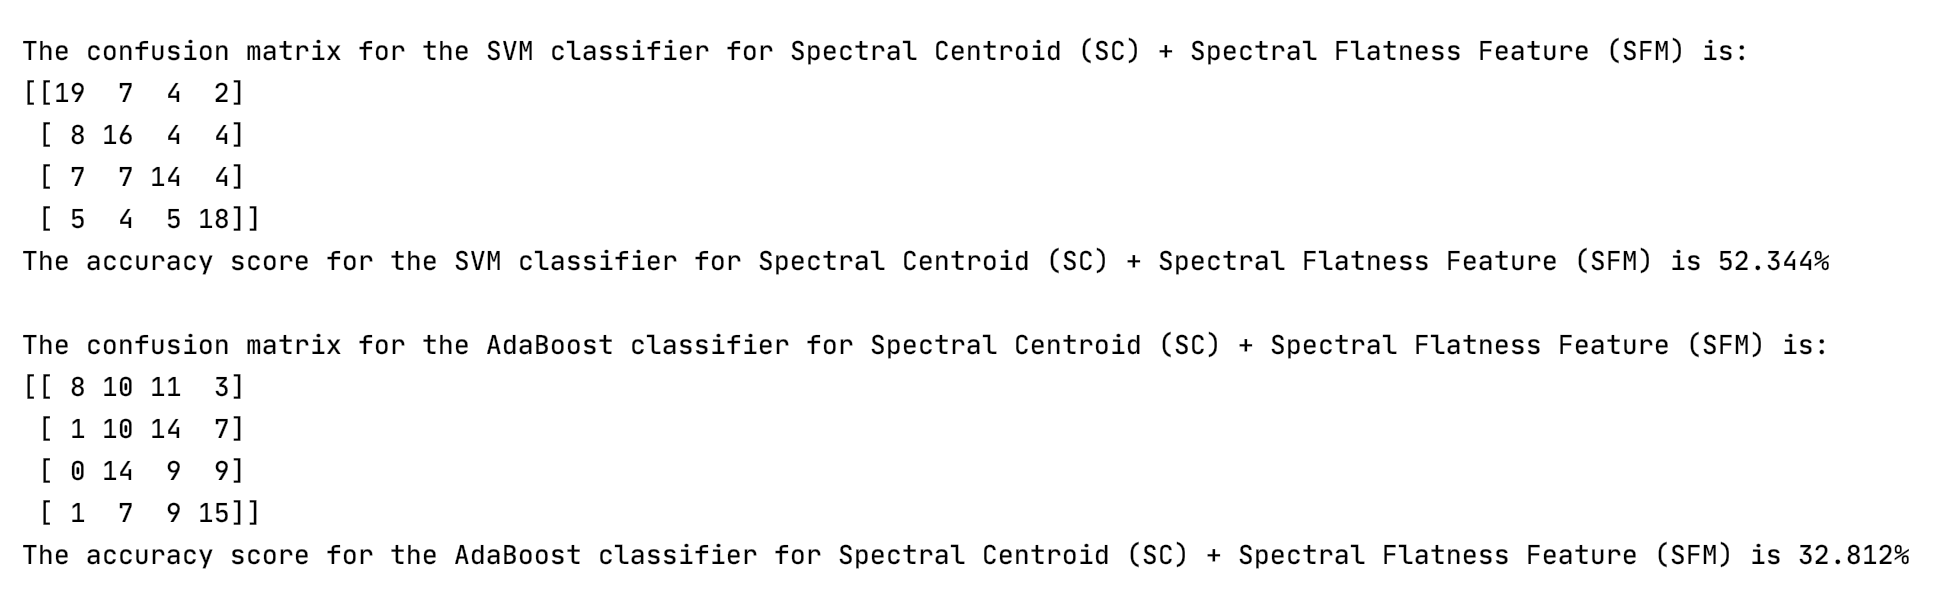 The confusion matrix for the SVM classifier for Spectral Centroid (SC) + Spectral Flatness Feature (SFM) is:
[[19  7  4  2]
 [ 8 16  4  4]
 [ 7  7 14  4]
 [ 5  4  5 18]]
The accuracy score for the SVM classifier for Spectral Centroid (SC) + Spectral Flatness Feature (SFM) is 52.344%
The confusion matrix for the AdaBoost classifier for Spectral Centroid (SC) + Spectral Flatness Feature (SFM) is:
[[ 8 10 11  3]
 [ 1 10 14  7]
 [ 0 14  9  9]
 [ 1  7  9 15]]
The accuracy score for the AdaBoost classifier for Spectral Centroid (SC) + Spectral Flatness Feature (SFM) is 32.812%